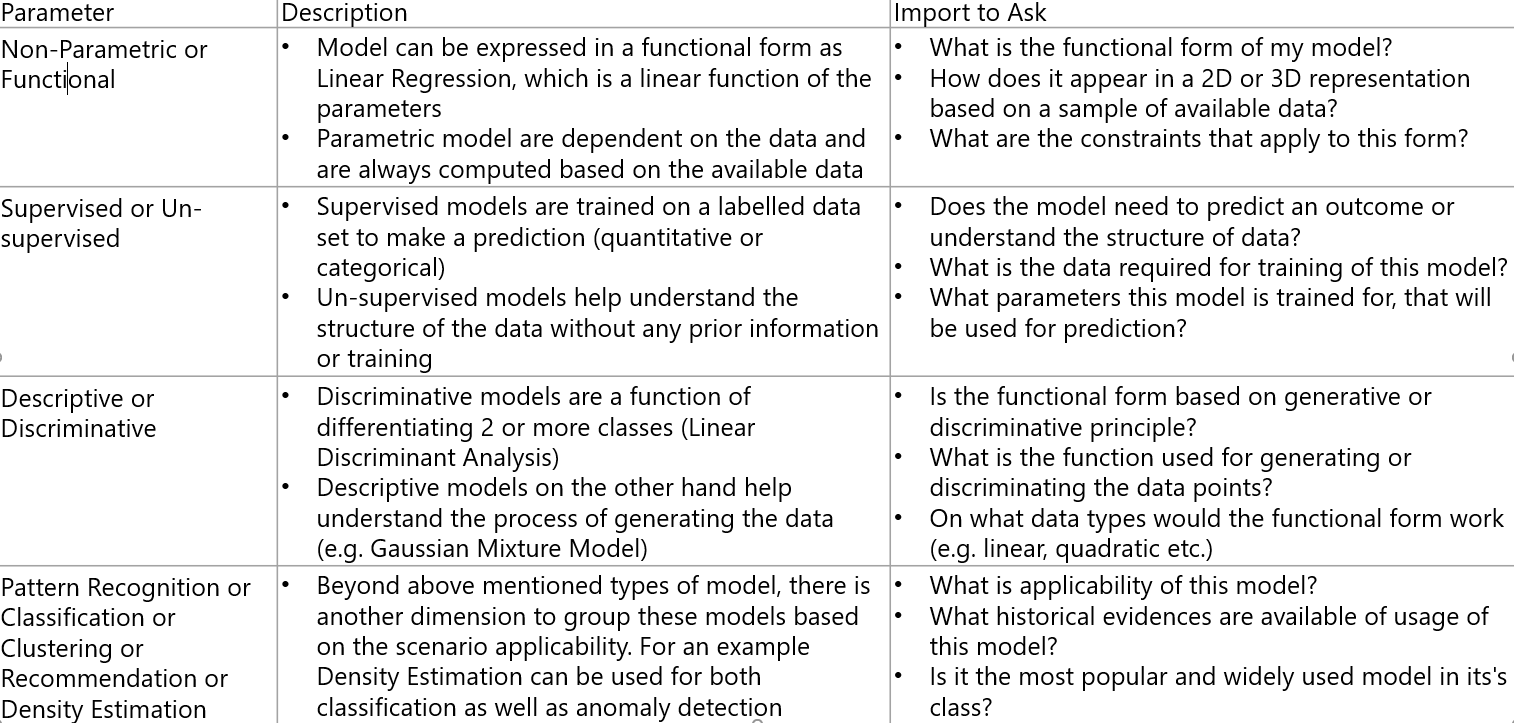 Parameter
Description
Import to Ask
Non-Parametric or
Functional
• Model can be expressed in a functional form as
Linear Regression, which is a linear function of the
parameters
• Parametric model are dependent on the data and
are always computed based on the available data
• What is the functional form of my model?
• How does it appear in a 2D or 3D representation
based on a sample of available data?
• What are the constraints that apply to this form?
Supervised or Un-
supervised
• Supervised models are trained on a labelled data
set to make a prediction (quantitative or
categorical)
• Un-supervised models help understand the
structure of the data without any prior information
or training
• Does the model need to predict an outcome or
understand the structure of data?
• What is the data required for training of this model?
• What parameters this model is trained for, that will
be used for prediction?
Descriptive or
Discriminative
• Discriminative models are a function of
differentiating 2 or more classes (Linear
Discriminant Analysis)
• Descriptive models on the other hand help
understand the process of generating the data
(e.g. Gaussian Mixture Model)
• Is the functional form based on generative or
discriminative principle?
• What is the function used for generating or
discriminating the data points?
• On what data types would the functional form work
(e.g. linear, quadratic etc.)
Pattern Recognition or
Classification or
Clustering or
Recommendation or
Density Estimation
• Beyond above mentioned types of model, there is
another dimension to group these models based
on the scenario applicability. For an example
Density Estimation can be used for both
classification as well as anomaly detection
• What is applicability of this model?
• What historical evidences are available of usage of
this model?
• Is it the most popular and widely used model in its's
class?